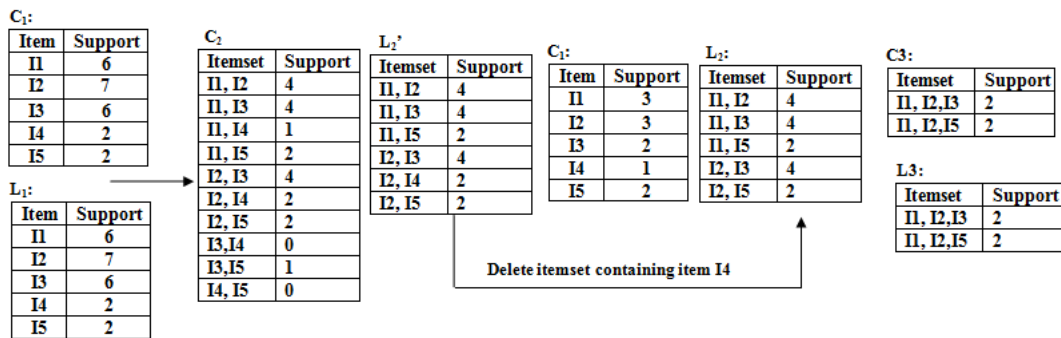 C₁:
Item Support
I1 6
I2 7
I3 6
I4 2
I5 2
L₁:
Item Support
I1 6
I2 7
I3 6
I4 2
I5 2
C₂
Itemset Support
I1, I2 4
I1, I3 4
I1, I4 1
I1, I5 2
I2, I3 4
I2, I4 2
I2, I5 2
I3,I4 0
I3,I5 1
I4, I5 0
L₂’
Itemset Support
I1, I2 4
I1, I3 4
I1, I5 2
I2, I3 4
I2, I4 2
I2, I5 2
C₁:
Item Support
I1 3
I2 3
I3 2
I4 1
I5 2
L₂:
Itemset Support
I1, I2 4
I1, I3 4
I1, I5 2
I2, I3 4
I2, I5 2
Delete itemset containing item I4
C3:
Itemset Support
I1, I2,I3 2
I1, I2,I5 2
L3:
Itemset Support
I1, I2,I3 2
I1, I2,I5 2